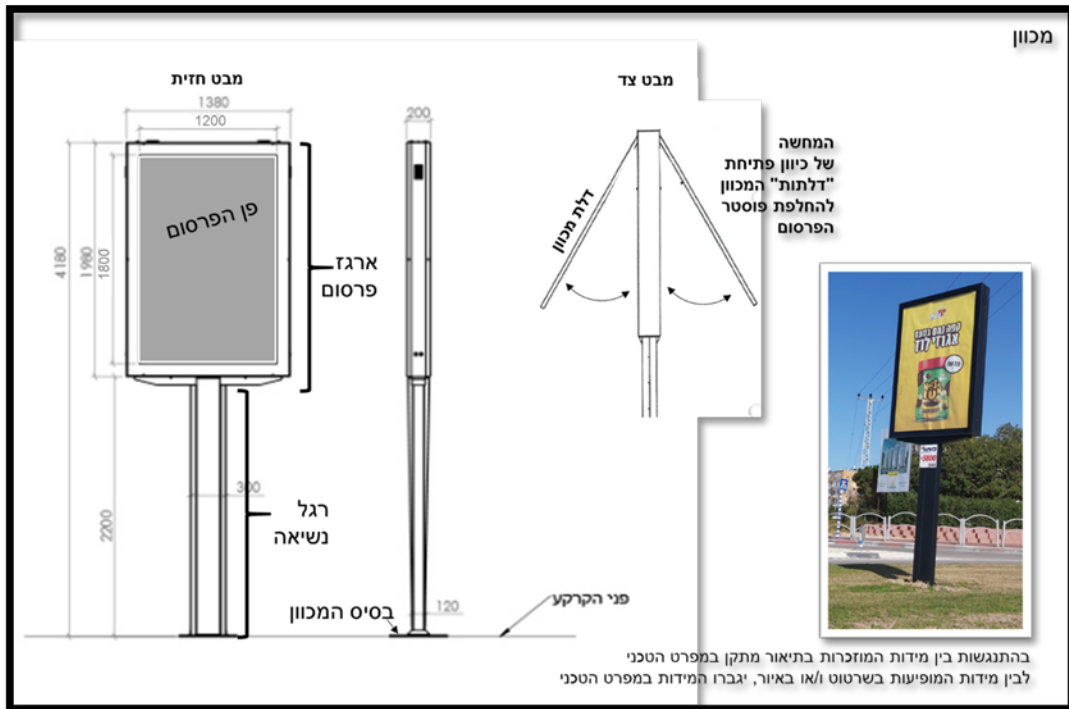 מכוון
מבט חזית
1380
1200
200
מבט צד
המחשה
של כיוון פתיחת
"דלתות" המכוון
להחלפת פוסטר
הפרסום
דלת מכוון
פן הפרסום
4180
1980
1800
ארגז
פרסום
300
2200
רגל
נשיאה
120
בסיס המכוון
פני הקרקע
אגוזי לוז
בהתנגשות בין מידות המוזכרות בתיאור מתקן במפרט הטכני
לבין מידות המופיעות בשרטוט ו/או באיור, יגברו המידות במפרט הטכני